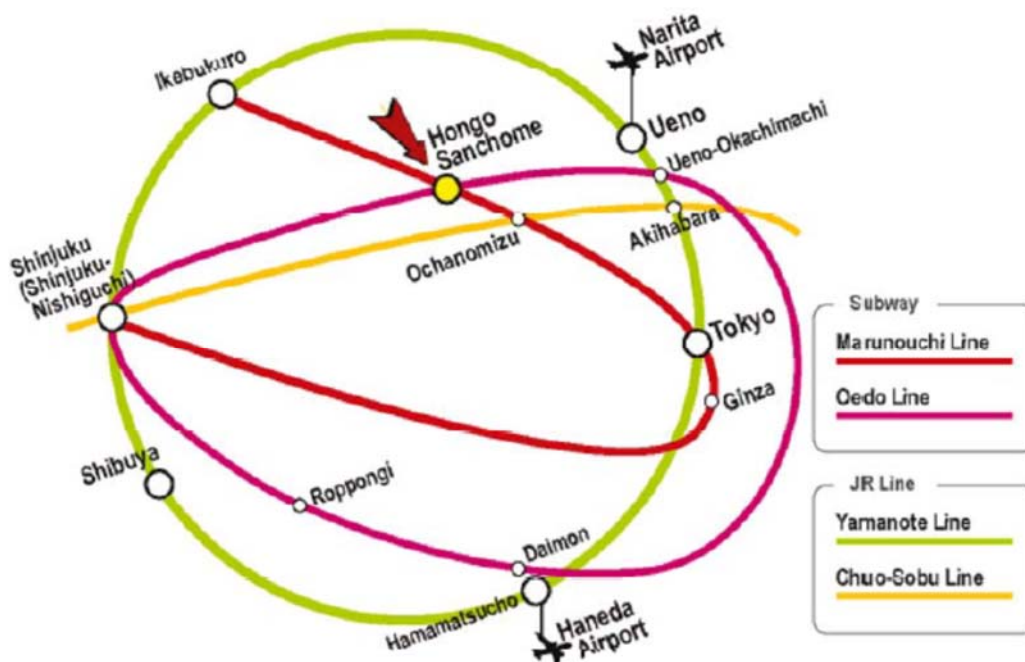 Ikebukuro
Narita
Airport
Hongo
Sanchome
Ueno
Ueno-Okachimachi
Ochanomizu
Akihabara
Shinjuku
(Shinjuku-
Nishiguchi)
Tokyo
Ginza
Shibuya
Roppongi
Daimon
Hamamatsucho
Haneda
Airport
Subway
Marunouchi Line
Oedo Line
JR Line
Yamanote Line
Chuo-Sobu Line